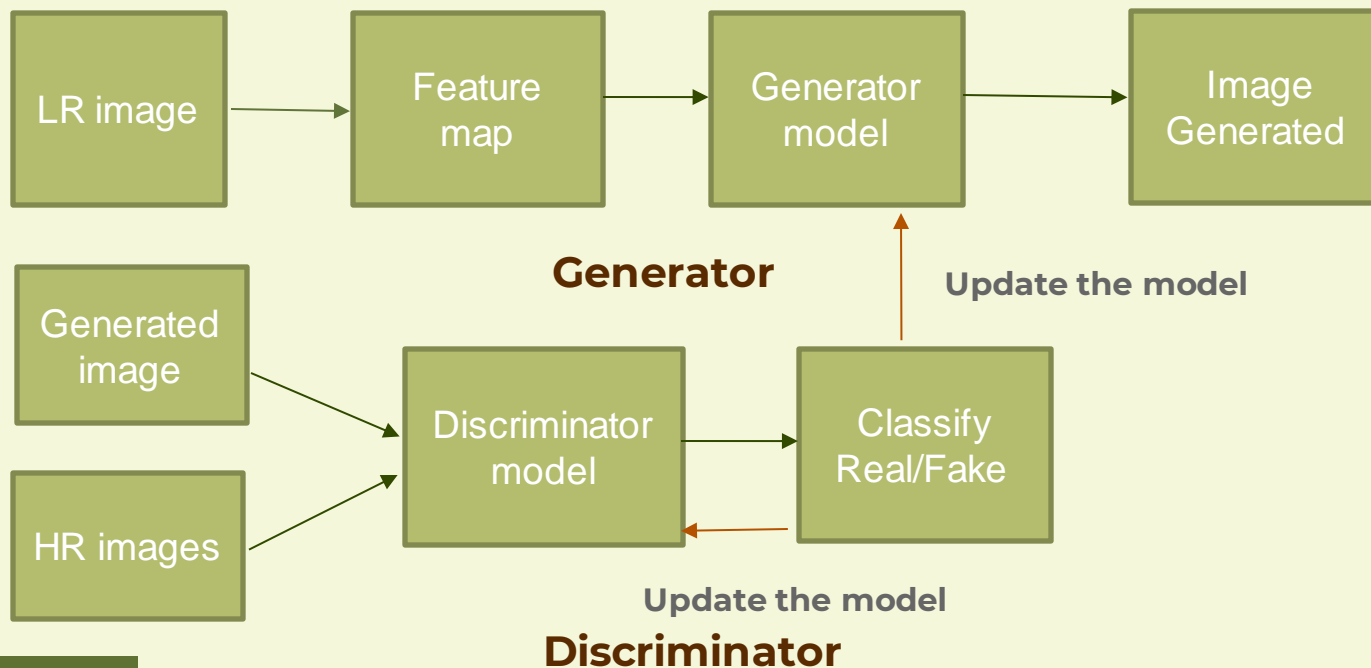 LR image
Feature
map
Generator
model
Image
Generated
Generator
Update the model
Generated
image
Discriminator
model
Classify
Real/Fake
HR images
Update the model
Discriminator